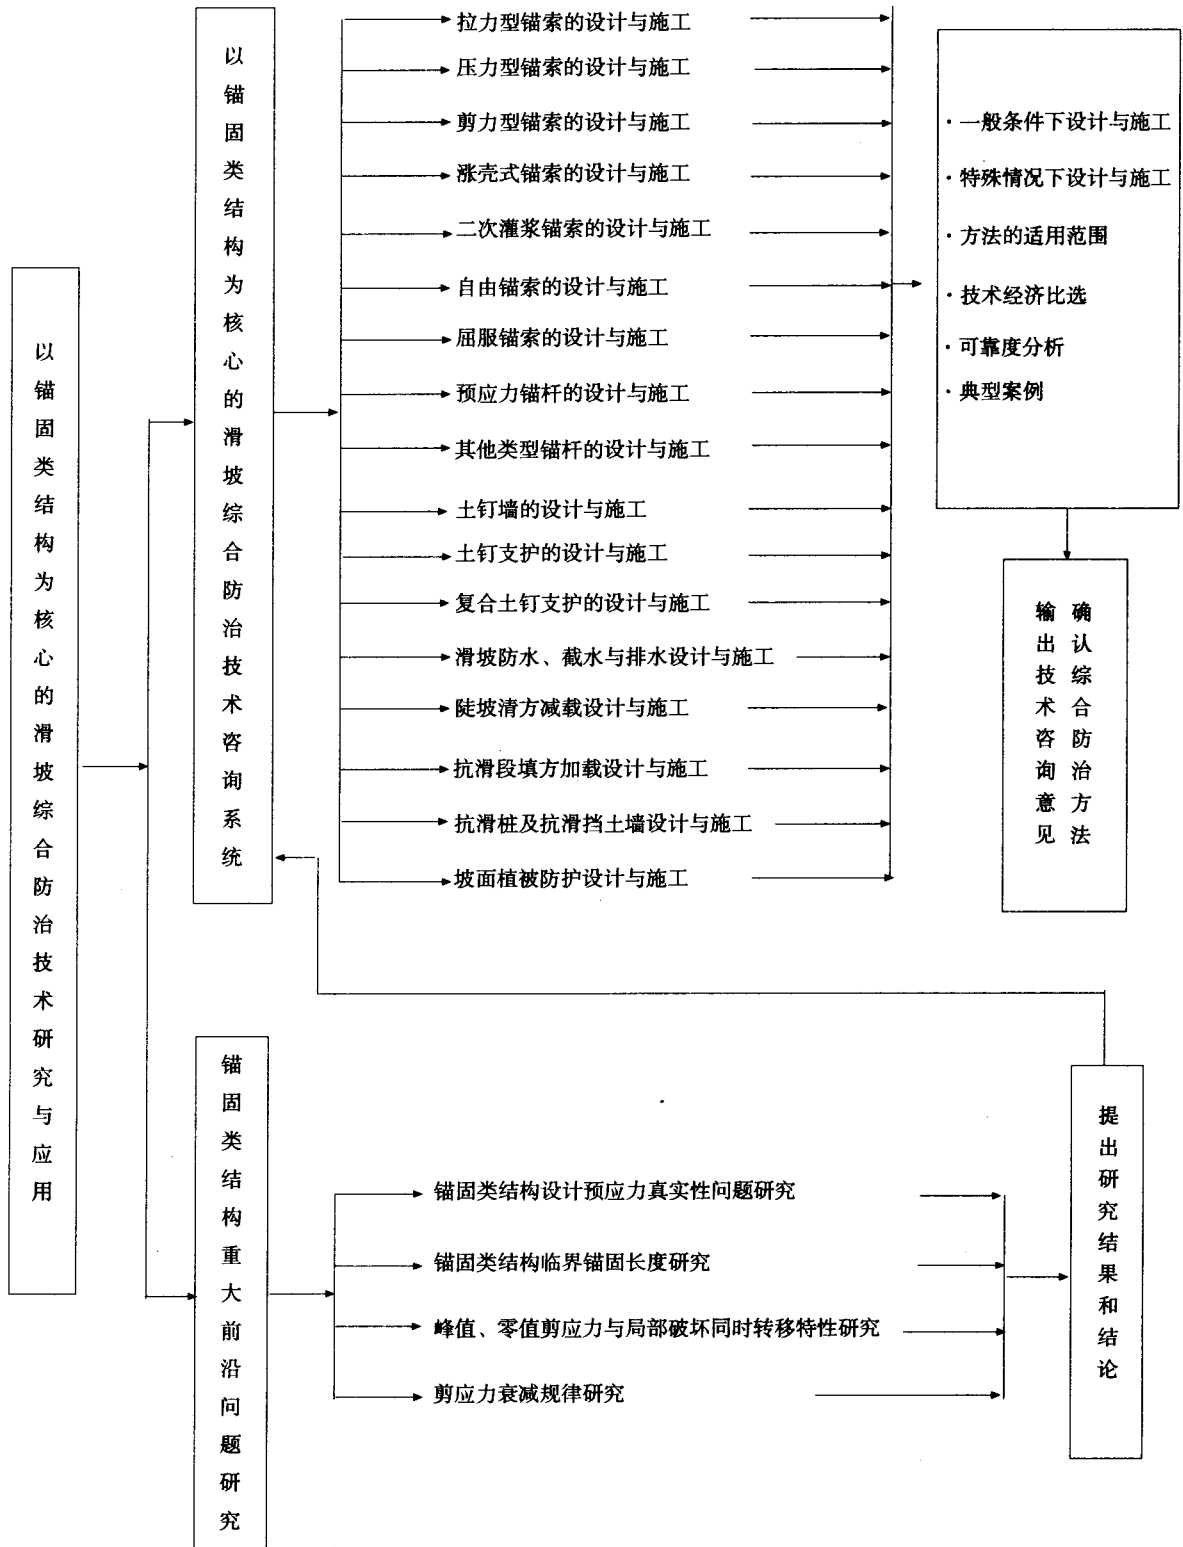 以锚固类结构为核心的滑坡综合防治技术研究与应用
以锚固类结构为核心的滑坡综合防治技术咨询系统
拉力型锚索的设计与施工
压力型锚索的设计与施工
剪力型锚索的设计与施工
涨壳式锚索的设计与施工
二次灌浆锚索的设计与施工
自由锚索的设计与施工
屈服锚索的设计与施工
预应力锚杆的设计与施工
其他类型锚杆的设计与施工
土钉墙的设计与施工
土钉支护的设计与施工
复合土钉支护的设计与施工
滑坡防水、截水与排水设计与施工
陡坡清方减载设计与施工
抗滑段填方加载设计与施工
抗滑桩及抗滑挡土墙设计与施工
坡面植被防护设计与施工
·一般条件下设计与施工
·特殊情况下设计与施工
·方法的适用范围
·技术经济比选
·可靠度分析
·典型案例
确认综合防治方法
输出技术咨询意见
锚固类结构重大前沿问题研究
锚固类结构设计预应力真实性问题研究
锚固类结构临界锚固长度研究
峰值、零值剪应力与局部破坏同时转移特性研究
剪应力衰减规律研究
提出研究结果和结论